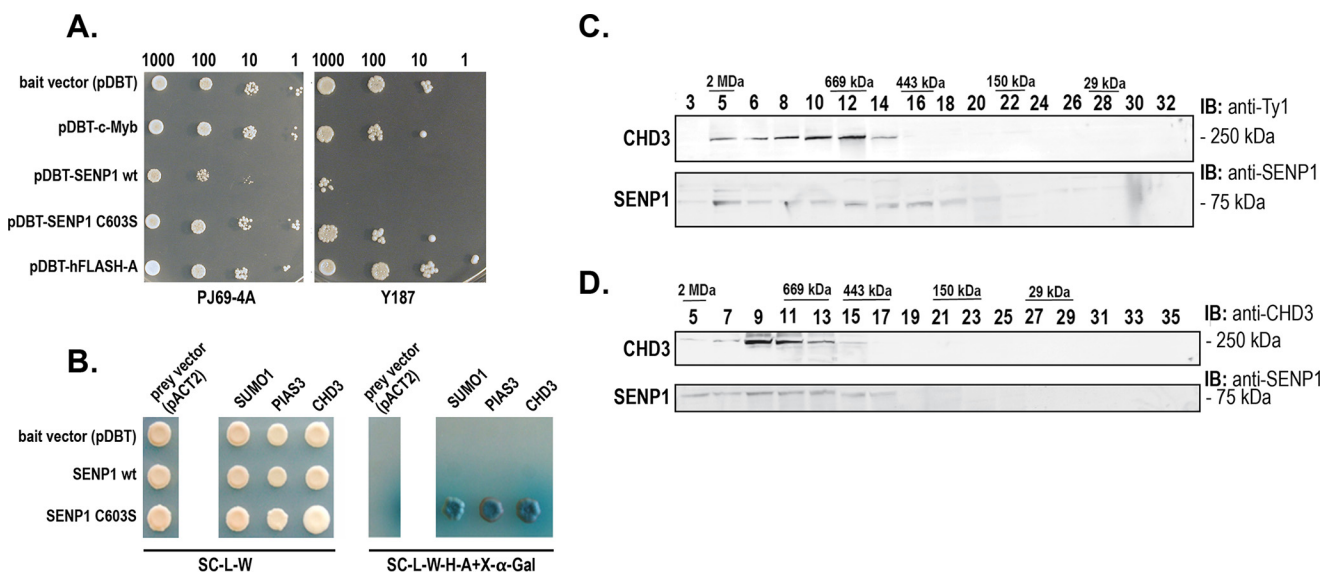 A.
1000 100 10 1 1000 100 10 1
bait vector (pDBT)
pDBT-c-Myb
pDBT-SENP1 wt
pDBT-SENP1 C603S
pDBT-hFLASH-A
PJ69-4A Y187
B.
prey vector
(pACT2)
SUMO1
PIAS3
CHD3
prey vector
(pACT2)
SUMO1
PIAS3
CHD3
bait vector (pDBT)
SENP1 wt
SENP1 C603S
SC-L-W SC-L-W-H-A+X-α-Gal
C.
2 MDa 669 kDa 443 kDa 150 kDa 29 kDa
3 5 6 8 10 12 14 16 18 20 22 24 26 28 30 32 IB: anti-Ty1
CHD3 - 250 kDa
IB: anti-SENP1
SENP1 - 75 kDa
D.
2 MDa 669 kDa 443 kDa 150 kDa 29 kDa
5 7 9 11 13 15 17 19 21 23 25 27 29 31 33 35 IB: anti-CHD3
CHD3 - 250 kDa
IB: anti-SENP1
SENP1 - 75 kDa